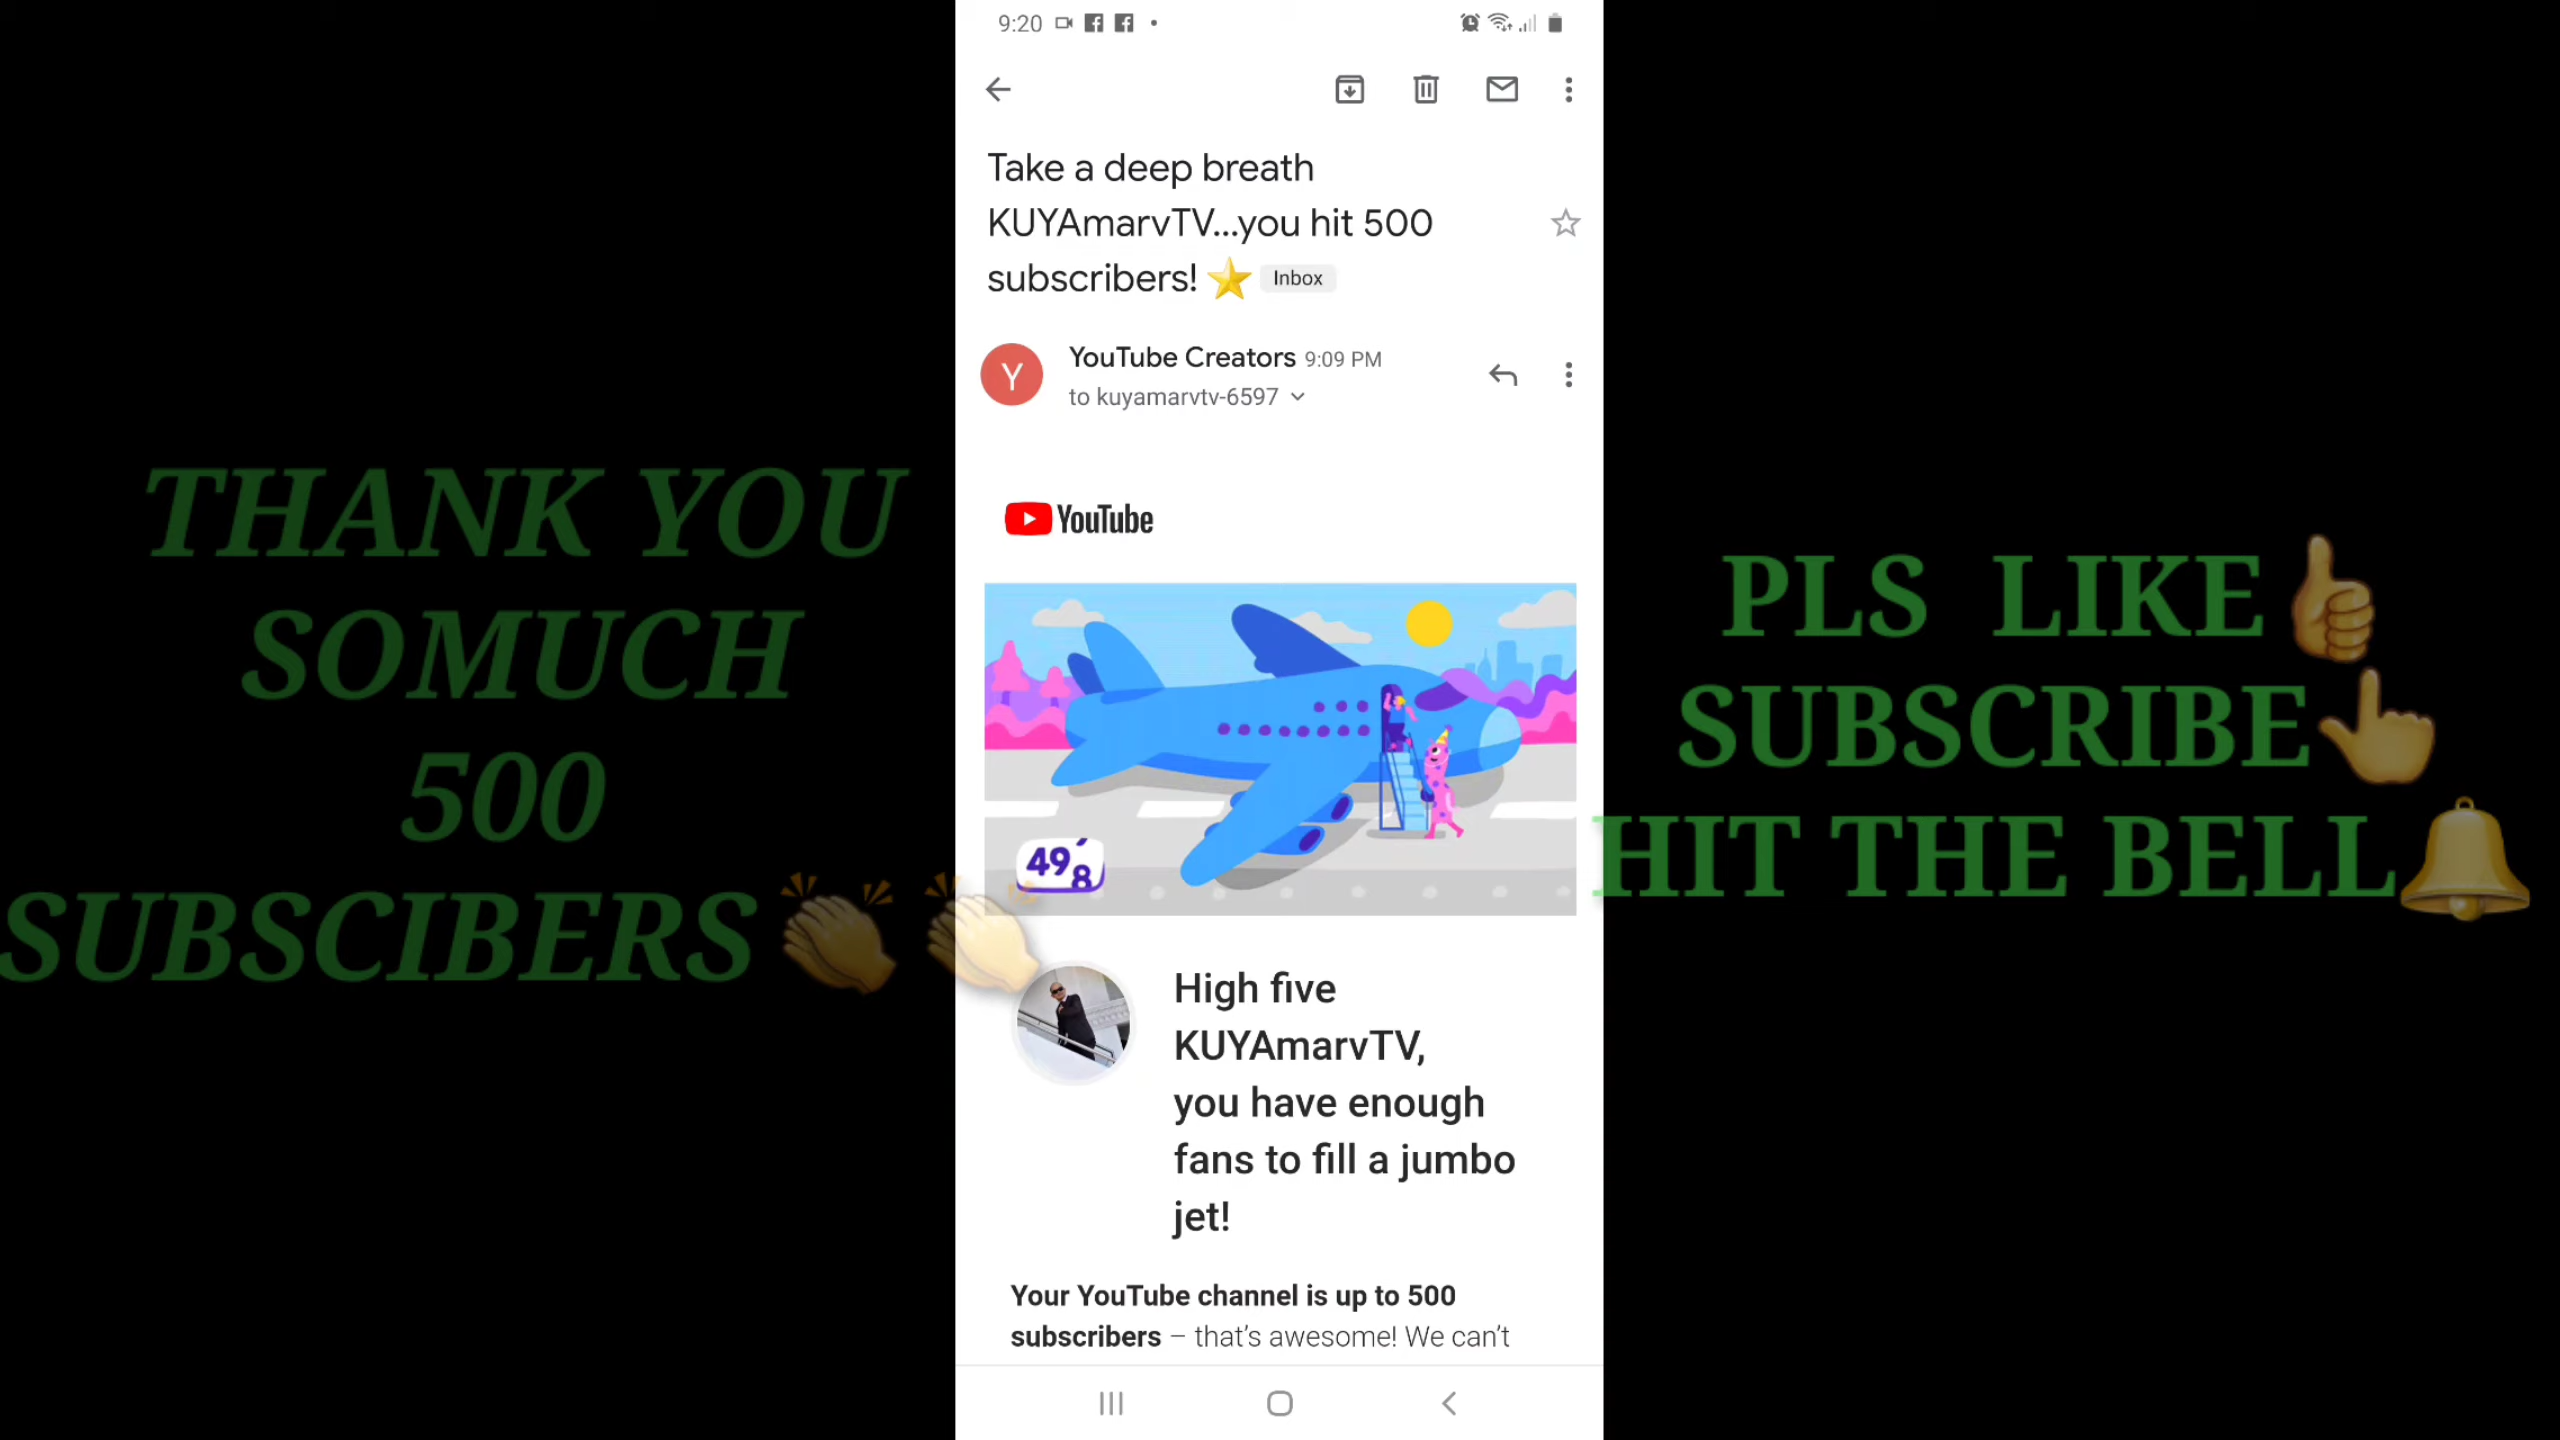 9:20
Take a deep breath
KUYAmarvTV...you hit 500
subscribers! ⭐ Inbox
Y
YouTube Creators 9:09 PM
to kuyamarvtv-6597
YouTube
498
High five
KUYAmarvTV,
you have enough
fans to fill a jumbo
jet!
Your YouTube channel is up to 500
subscribers – that's awesome! We can't
THANK YOU
SOMUCH
500
SUBSCIBERS👏👏
PLS LIKE👍
SUBSCRIBE👆
HIT THE BELL🔔